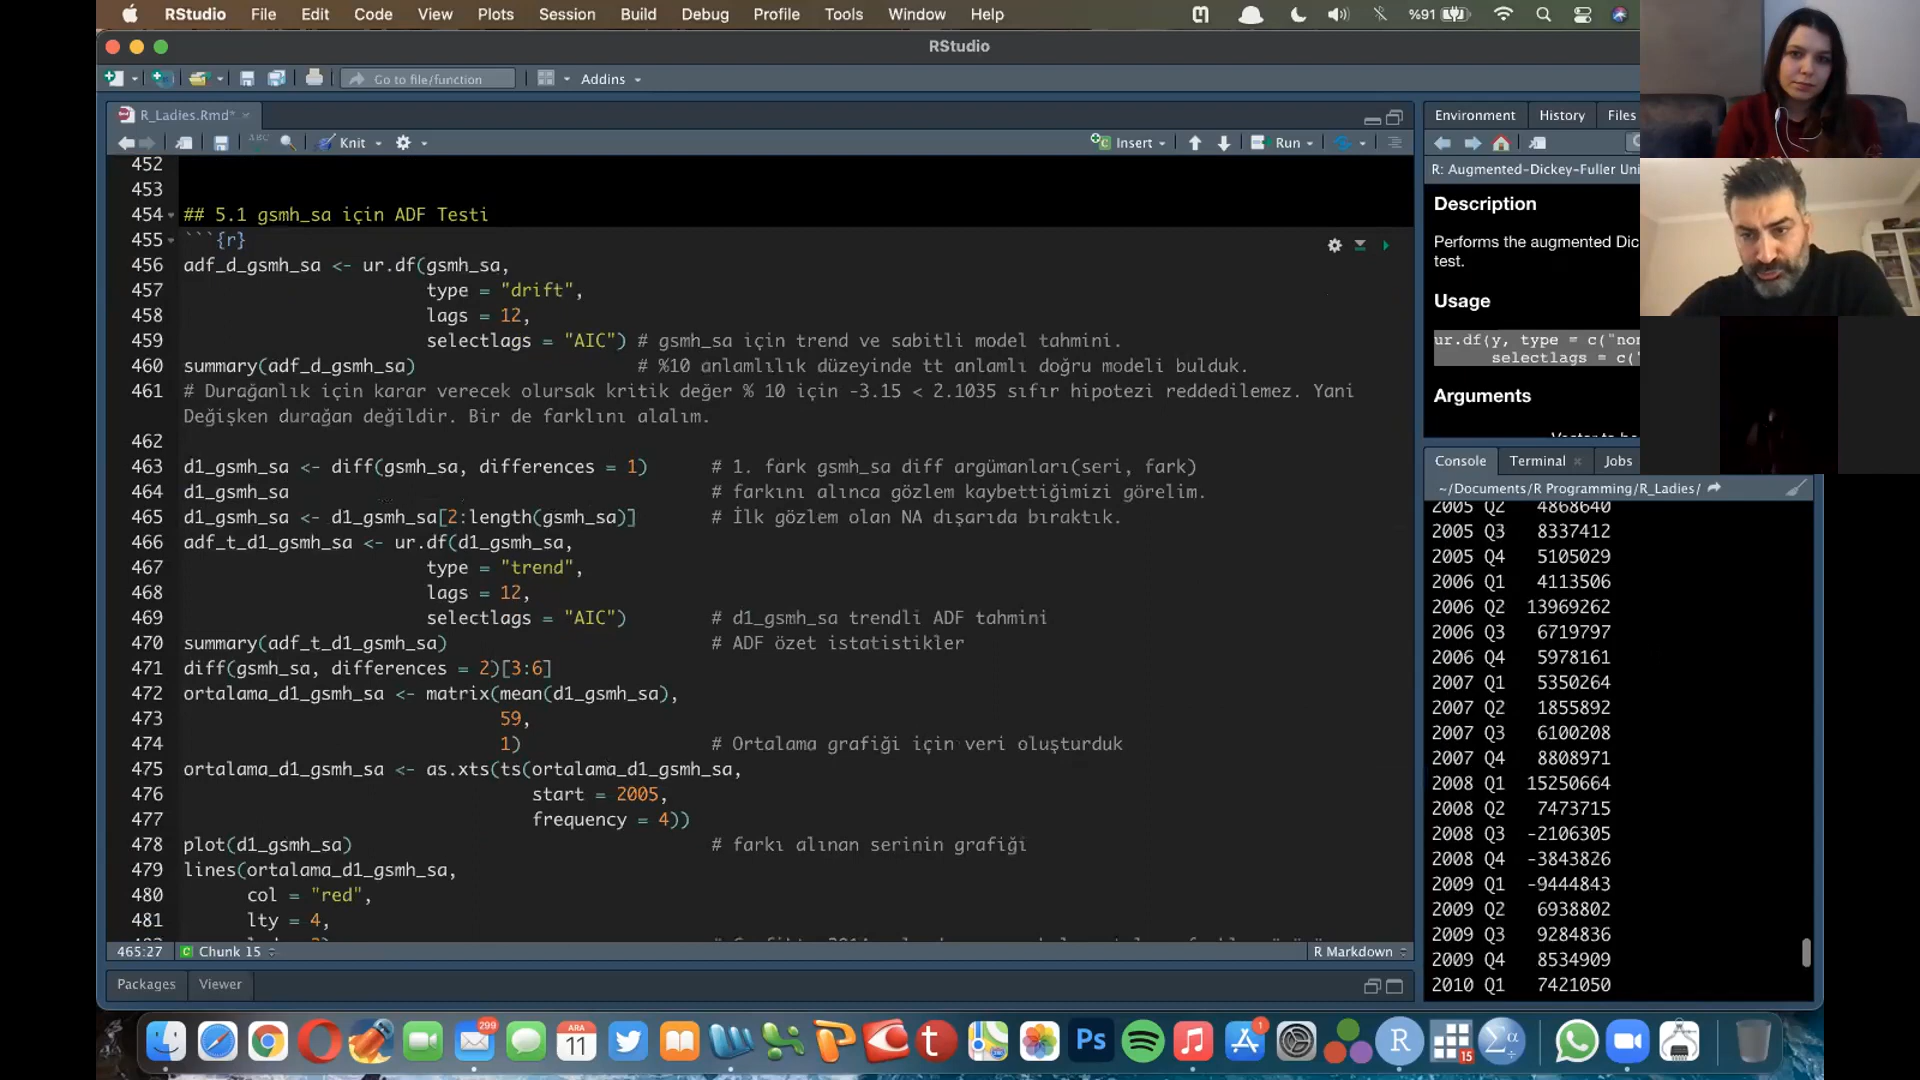 RStudio File Edit Code View Plots Session Build Debug Profile Tools Window Help %91
RStudio
Go to file/function Addins
R_Ladies.Rmd*
Knit Insert Run
452
453
454 ## 5.1 gsmh_sa için ADF Testi
455 ```{r}
456 adf_d_gsmh_sa <- ur.df(gsmh_sa,
457 type = "drift",
458 lags = 12,
459 selectlags = "AIC") # gsmh_sa için trend ve sabitli model tahmini.
460 summary(adf_d_gsmh_sa) # %10 anlamlılık düzeyinde tt anlamlı doğru modeli bulduk.
461 # Durağanlık için karar verecek olursak kritik değer % 10 için -3.15 < 2.1035 sıfır hipotezi reddedilemez. Yani
Değişken durağan değildir. Bir de farklını alalım.
462
463 d1_gsmh_sa <- diff(gsmh_sa, differences = 1) # 1. fark gsmh_sa diff argümanları(seri, fark)
464 d1_gsmh_sa # farkını alınca gözlem kaybettiğimizi görelim.
465 d1_gsmh_sa <- d1_gsmh_sa[2:length(gsmh_sa)] # İlk gözlem olan NA dışarıda bıraktık.
466 adf_t_d1_gsmh_sa <- ur.df(d1_gsmh_sa,
467 type = "trend",
468 lags = 12,
469 selectlags = "AIC") # d1_gsmh_sa trendli ADF tahmini
470 summary(adf_t_d1_gsmh_sa) # ADF özet istatistikler
471 diff(gsmh_sa, differences = 2)[3:6]
472 ortalama_d1_gsmh_sa <- matrix(mean(d1_gsmh_sa),
473 59,
474 1) # Ortalama grafiği için veri oluşturduk
475 ortalama_d1_gsmh_sa <- as.xts(ts(ortalama_d1_gsmh_sa,
476 start = 2005,
477 frequency = 4))
478 plot(d1_gsmh_sa) # farkı alınan serinin grafiği
479 lines(ortalama_d1_gsmh_sa,
480 col = "red",
481 lty = 4,
465:27 Chunk 15 R Markdown
Packages Viewer
Environment History Files
R: Augmented-Dickey-Fuller Uni
Description
Performs the augmented Dic
test.
Usage
ur.df(y, type = c("non
selectlags = c("
Arguments
Console Terminal Jobs
~/Documents/R Programming/R_Ladies/
2005 Q2 4868640
2005 Q3 8337412
2005 Q4 5105029
2006 Q1 4113506
2006 Q2 13969262
2006 Q3 6719797
2006 Q4 5978161
2007 Q1 5350264
2007 Q2 1855892
2007 Q3 6100208
2007 Q4 8808971
2008 Q1 15250664
2008 Q2 7473715
2008 Q3 -2106305
2008 Q4 -3843826
2009 Q1 -9444843
2009 Q2 6938802
2009 Q3 9284836
2009 Q4 8534909
2010 Q1 7421050
299
ARA
11
Ps
1
R
15